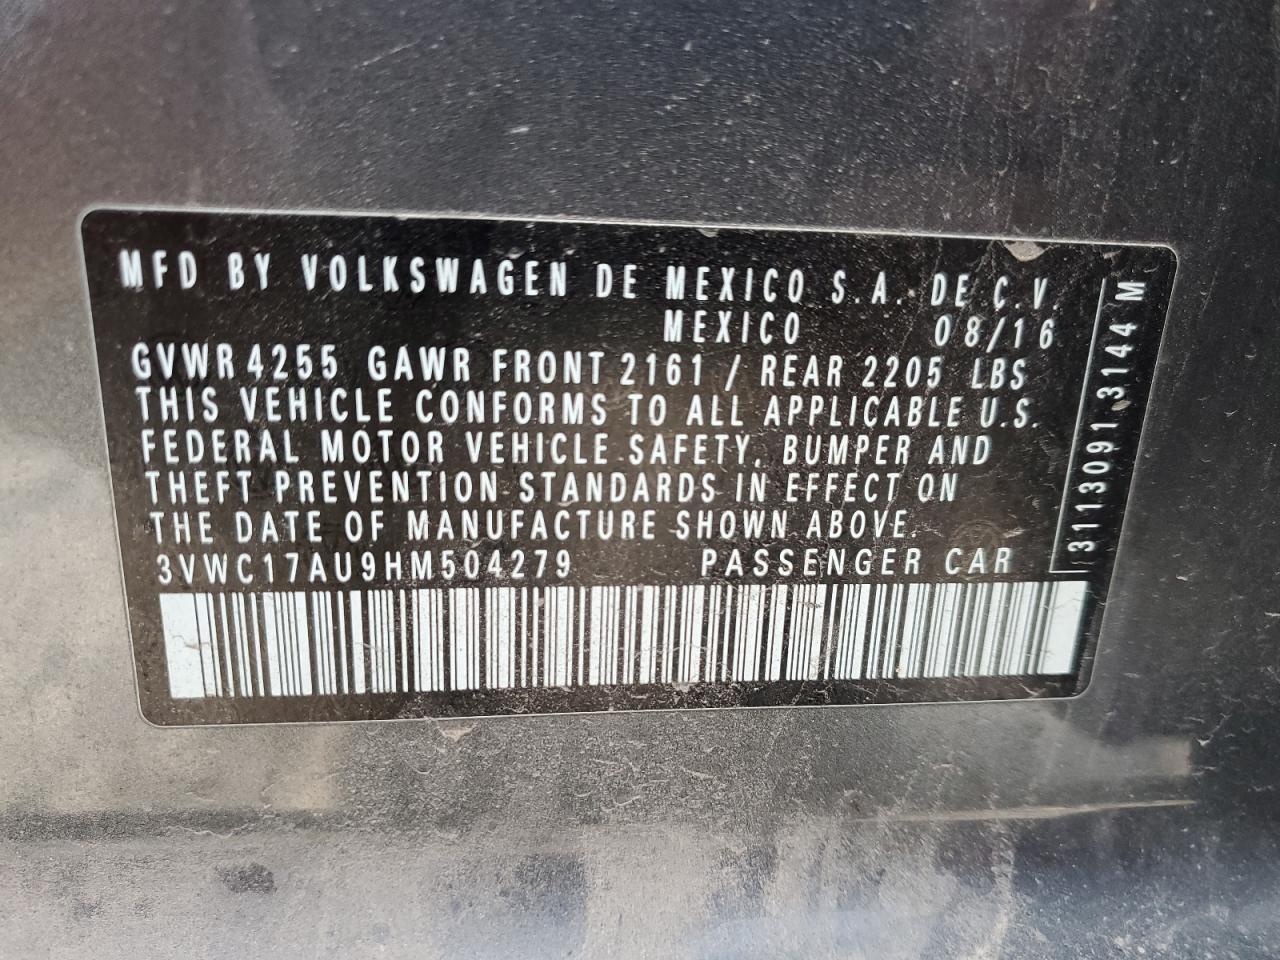 MFD BY VOLKSWAGEN DE MEXICO S.A. DE C.V.
MEXICO 08/16
GVWR 4255 GAWR FRONT 2161 / REAR 2205 LBS
THIS VEHICLE CONFORMS TO ALL APPLICABLE U.S.
FEDERAL MOTOR VEHICLE SAFETY, BUMPER AND
THEFT PREVENTION STANDARDS IN EFFECT ON
THE DATE OF MANUFACTURE SHOWN ABOVE.
3VWC17AU9HM504279 PASSENGER CAR
3113091.3144 M